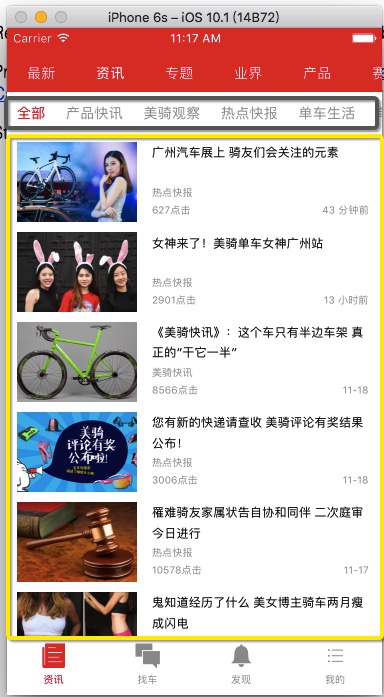 iPhone 6s – iOS 10.1 (14B72)
Carrier 11:17 AM
最新 资讯 专题 业界 产品
全部 产品快讯 美骑观察 热点快报 单车生活
广州汽车展上 骑友们会关注的元素
热点快报
627点击 43 分钟前
女神来了！美骑单车女神广州站
热点快报
2901点击 13 小时前
《美骑快讯》：这个车只有半边车架 真
正的“干它一半”
美骑快讯
8566点击 11-18
美骑
评论有奖
公布啦!
您有新的快递请查收 美骑评论有奖结果
公布！
热点快报
3006点击 11-18
罹难骑友家属状告自协和同伴 二次庭审
今日进行
热点快报
10578点击 11-17
鬼知道经历了什么 美女博主骑车两月瘦
成闪电
资讯 找车 发现 我的